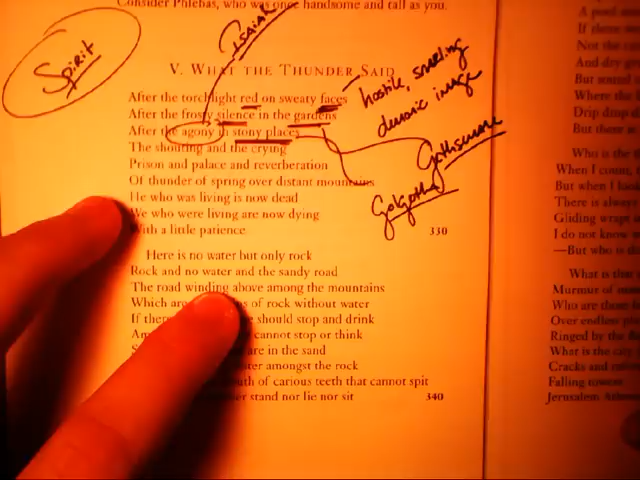 Consider Phlebas, who was once handsome and tall as you.
Isaiah
Spirit
V. WHAT THE THUNDER SAID
hostile, snarling
demonic image
After the torchlight red on sweaty faces
After the frosty silence in the gardens
After the agony in stony places
The shouting and the crying
Gethsemane
Prison and palace and reverberation
Of thunder of spring over distant mountains
Golgotha
He who was living is now dead
We who were living are now dying
With a little patience 330
Here is no water but only rock
Rock and no water and the sandy road
The road winding above among the mountains
Which are of rock without water
If there should stop and drink
cannot stop or think
are in the sand
amongst the rock
of carious teeth that cannot spit
stand nor lie nor sit 340
If there
Not the
And dry
But sound
Where the
Drip drop
But there
Who is the
When I count,
But when I look
There is always
Gliding wrapt
I do not know
—But who is
What is that
Murmur of
Who are those
Over endless
Ringed by the
What is the city
Cracks and
Falling towers
Jerusalem